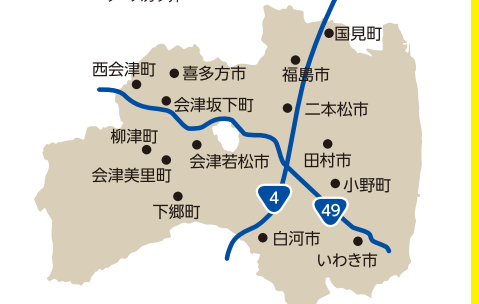 国見町
福島市
西会津町
喜多方市
会津坂下町
二本松市
柳津町
会津若松市
田村市
会津美里町
小野町
下郷町
4
49
白河市
いわき市